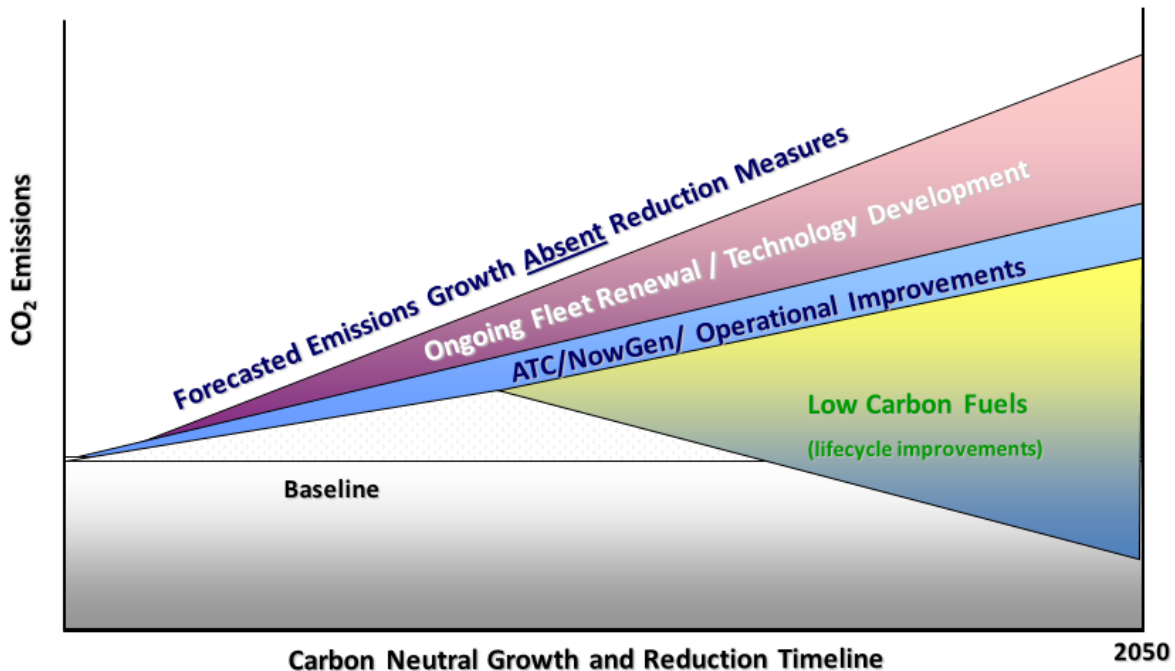 Forecasted Emissions Growth Absent Reduction Measures
Ongoing Fleet Renewal / Technology Development
ATC/NowGen/ Operational Improvements
Low Carbon Fuels
(lifecycle improvements)
Baseline
CO₂ Emissions
Carbon Neutral Growth and Reduction Timeline
2050